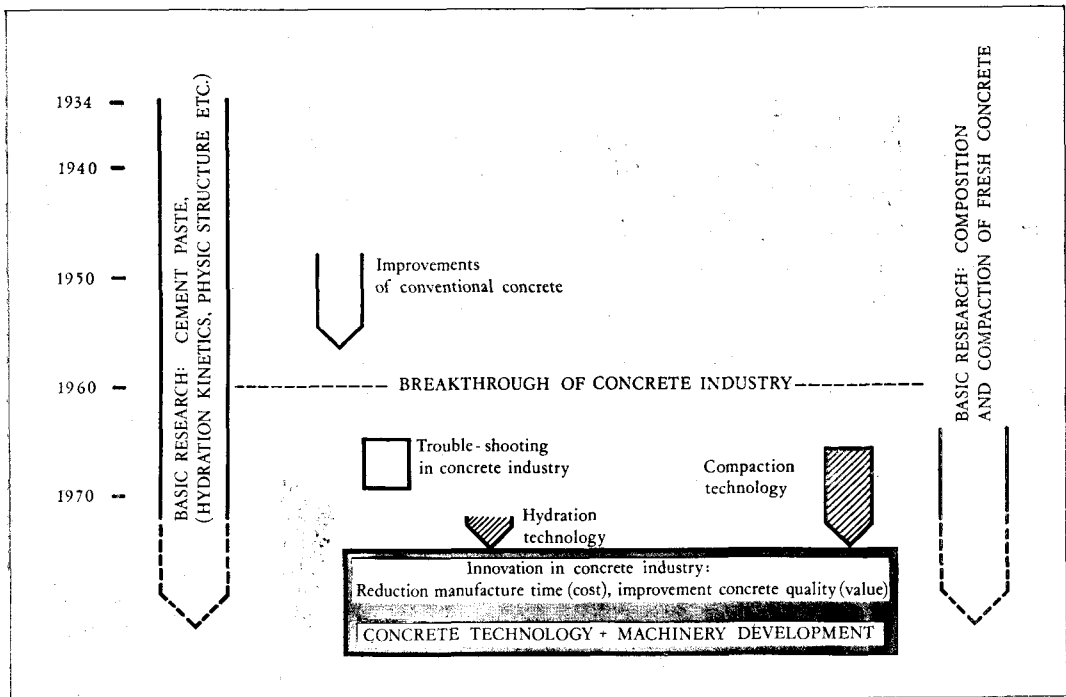 1934
1940
1950
1960
1970
BASIC RESEARCH: CEMENT PASTE,
(HYDRATION KINETICS, PHYSIC STRUCTURE ETC.)
Improvements
of conventional concrete
BREAKTHROUGH OF CONCRETE INDUSTRY
Trouble-shooting
in concrete industry
Hydration
technology
Compaction
technology
BASIC RESEARCH: COMPOSITION
AND COMPACTION OF FRESH CONCRETE
Innovation in concrete industry:
Reduction manufacture time (cost), improvement concrete quality (value)
CONCRETE TECHNOLOGY + MACHINERY DEVELOPMENT